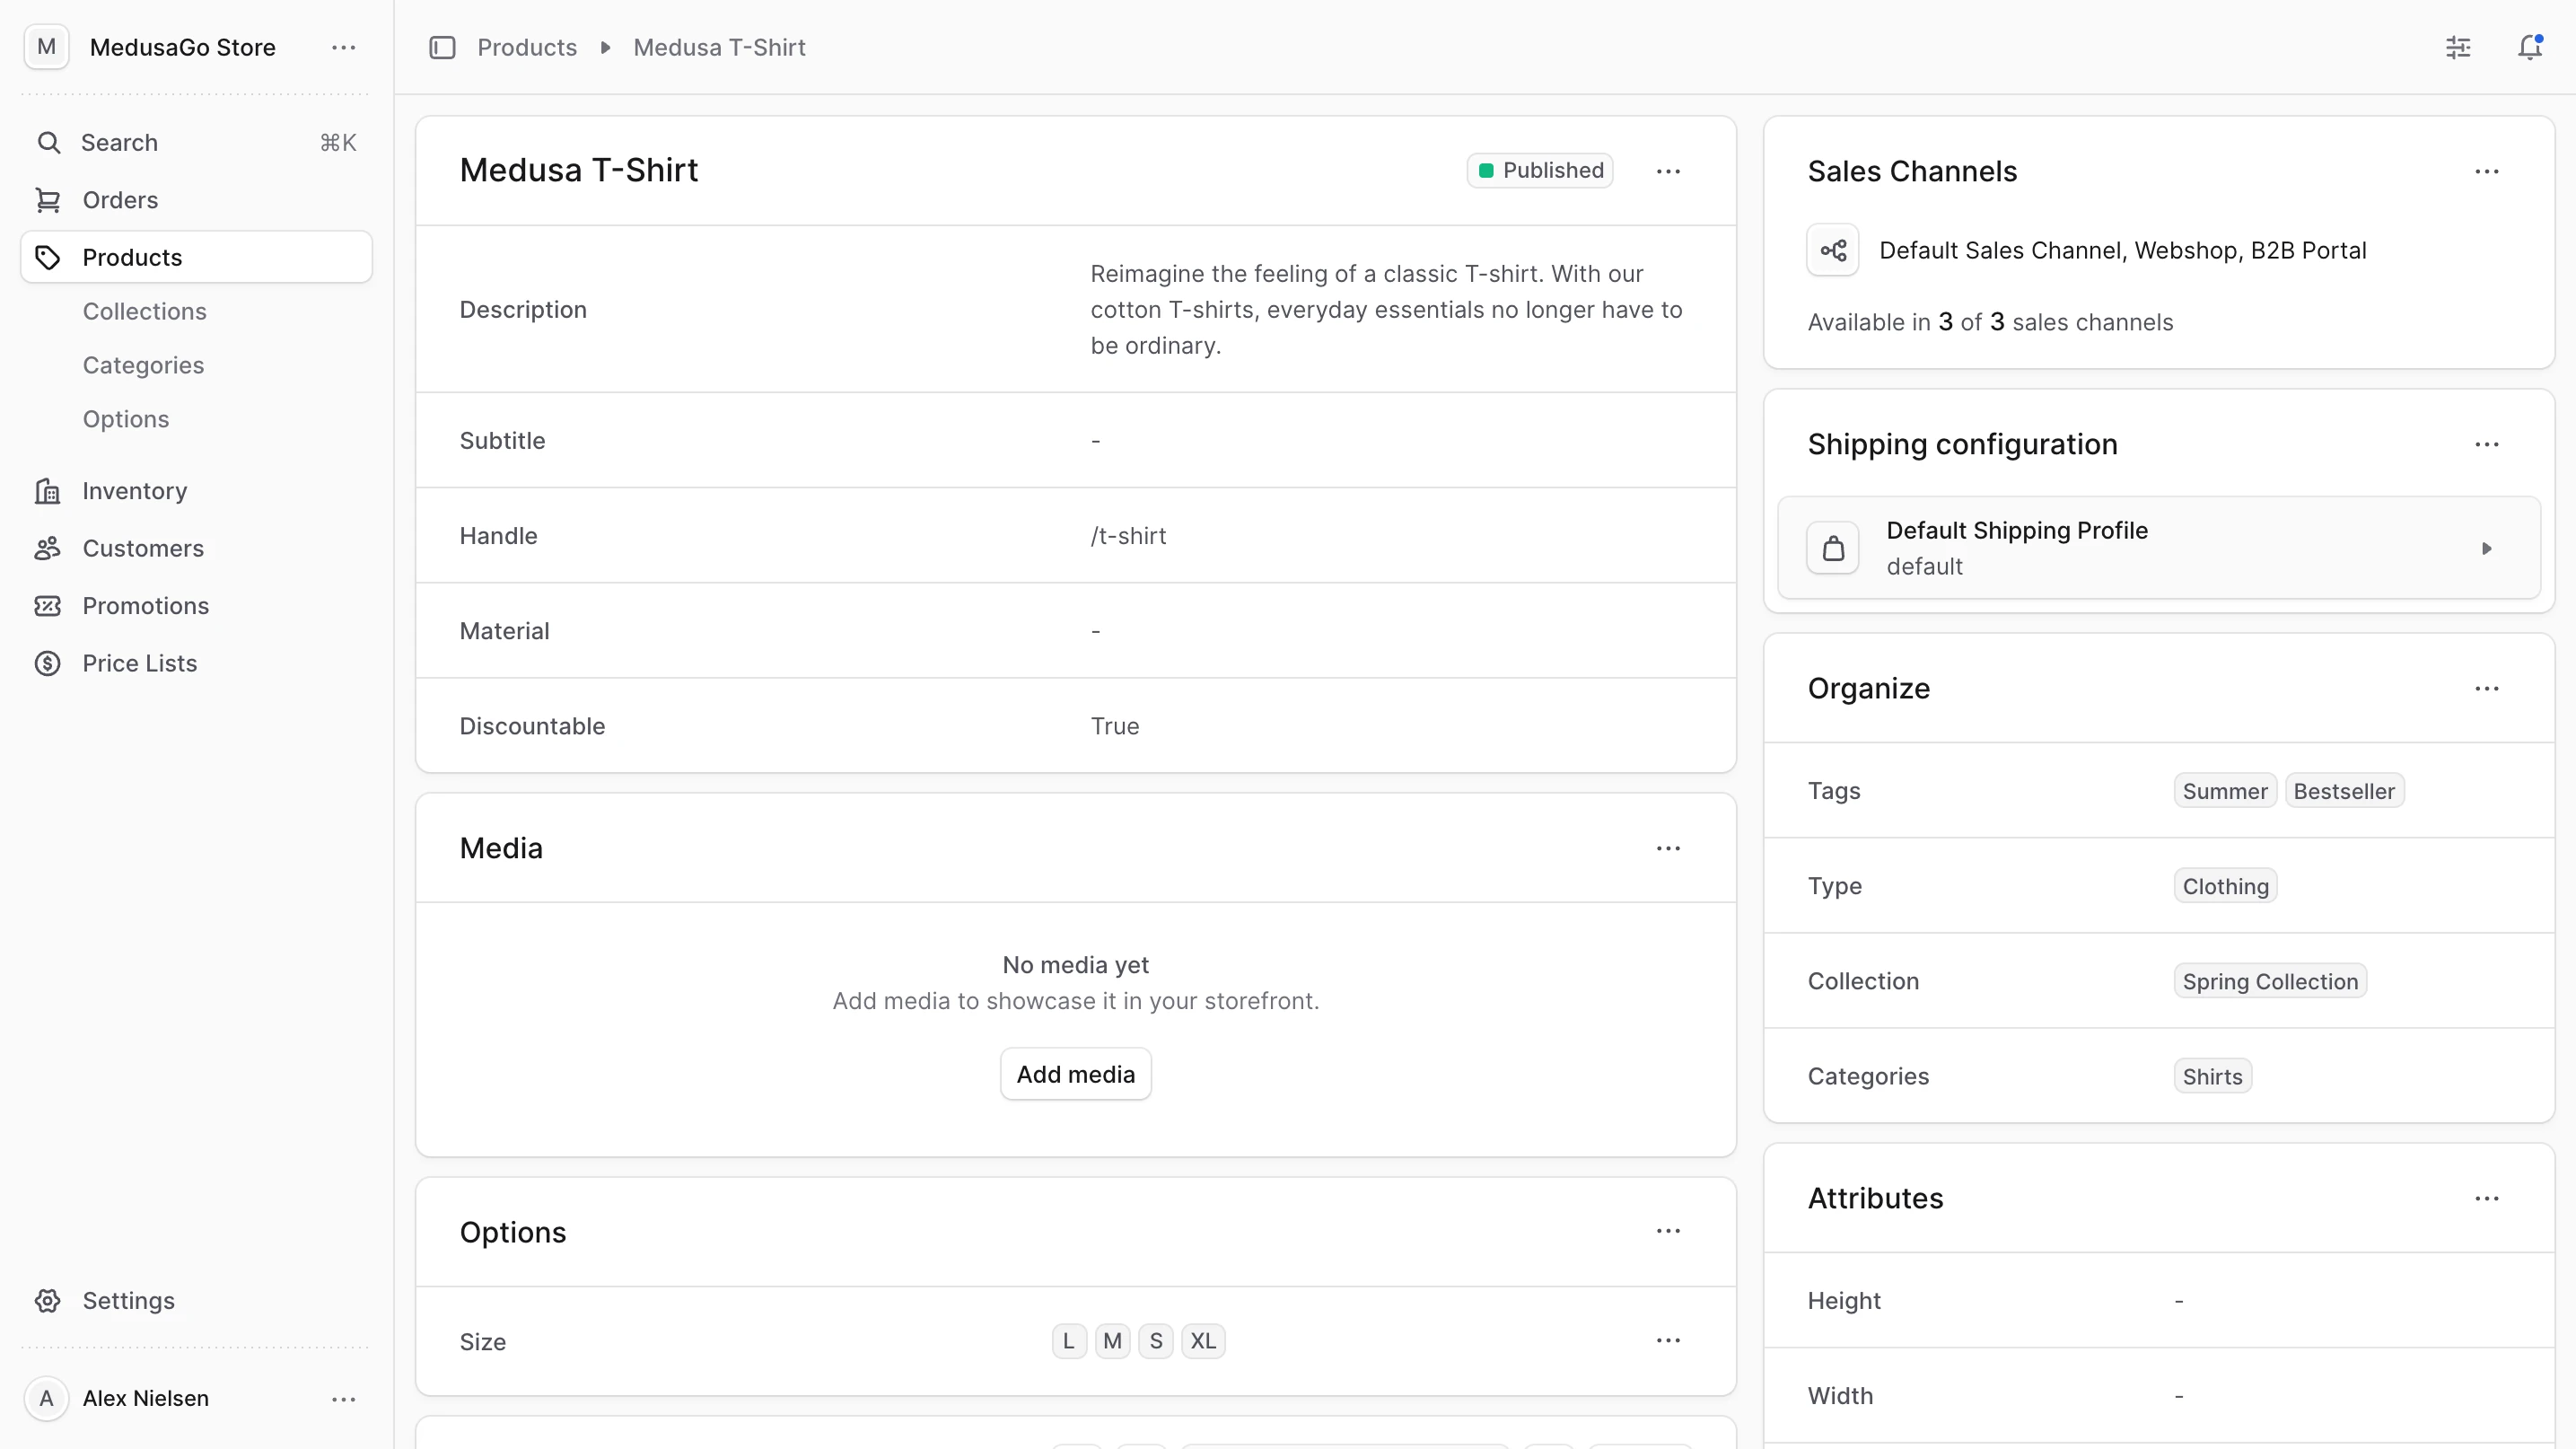 M MedusaGo Store
Search ⌘K
Orders
Products
Collections
Categories
Options
Inventory
Customers
Promotions
Price Lists
Settings
A Alex Nielsen
Products Medusa T-Shirt
Medusa T-Shirt Published
Description
Reimagine the feeling of a classic T-shirt. With our
cotton T-shirts, everyday essentials no longer have to
be ordinary.
Subtitle -
Handle /t-shirt
Material -
Discountable True
Media
No media yet
Add media to showcase it in your storefront.
Add media
Options
Size L M S XL
Sales Channels
Default Sales Channel, Webshop, B2B Portal
Available in 3 of 3 sales channels
Shipping configuration
Default Shipping Profile
default
Organize
Tags Summer Bestseller
Type Clothing
Collection Spring Collection
Categories Shirts
Attributes
Height -
Width -